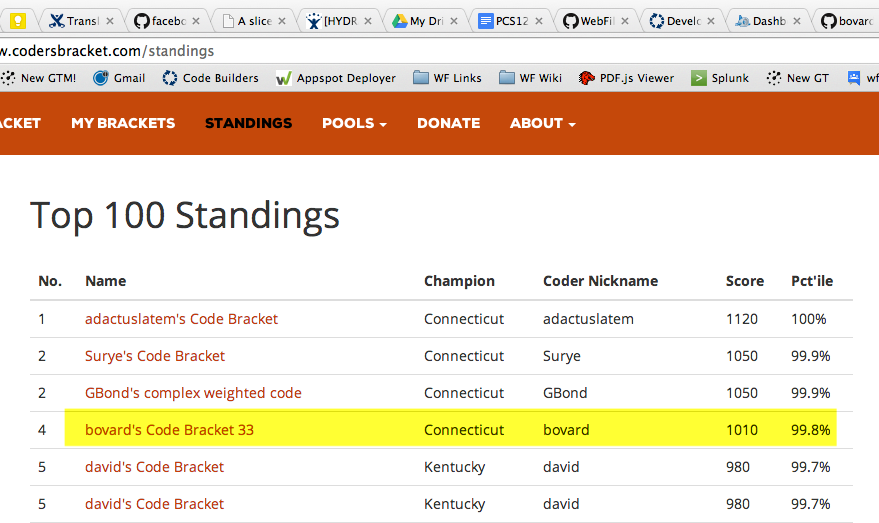 Transl facebo A slice [HYDR My Dri PCS12 WebFil Develo Dashb bovard
w.codersbracket.com/standings
New GTM! Gmail Code Builders Appspot Deployer WF Links WF Wiki PDF.js Viewer Splunk New GT wf
ACKET MY BRACKETS STANDINGS POOLS DONATE ABOUT
Top 100 Standings
No. Name Champion Coder Nickname Score Pct'ile
1 adactuslatem's Code Bracket Connecticut adactuslatem 1120 100%
2 Surye's Code Bracket Connecticut Surye 1050 99.9%
2 GBond's complex weighted code Connecticut GBond 1050 99.9%
4 bovard's Code Bracket 33 Connecticut bovard 1010 99.8%
5 david's Code Bracket Kentucky david 980 99.7%
5 david's Code Bracket Kentucky david 980 99.7%